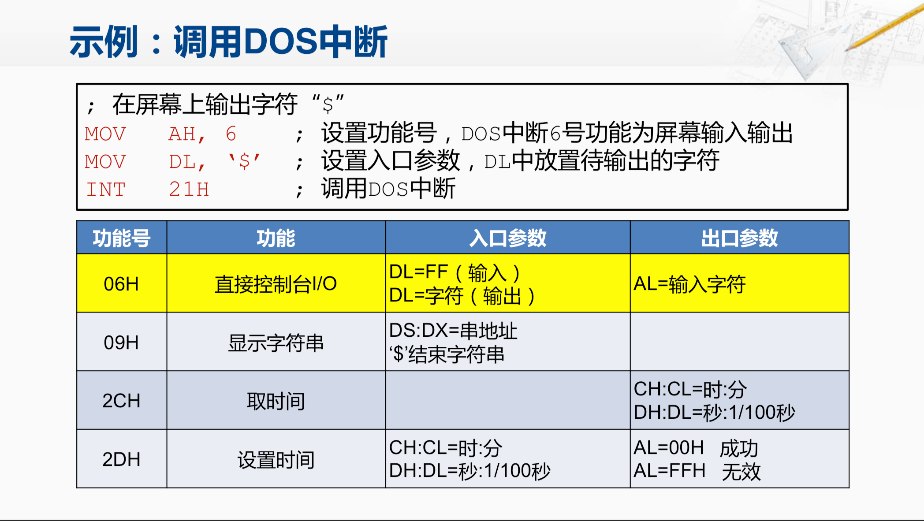 示例：调用DOS中断
; 在屏幕上输出字符“$”
MOV AH, 6 ; 设置功能号，DOS中断6号功能为屏幕输入输出
MOV DL, ‘$’ ; 设置入口参数，DL中放置待输出的字符
INT 21H ; 调用DOS中断
功能号 功能 入口参数 出口参数
06H 直接控制台I/O DL=FF（输入） AL=输入字符
DL=字符（输出）
09H 显示字符串 DS:DX=串地址
‘$’结束字符串
2CH 取时间 CH:CL=时:分
DH:DL=秒:1/100秒
2DH 设置时间 CH:CL=时:分 AL=00H 成功
DH:DL=秒:1/100秒 AL=FFH 无效